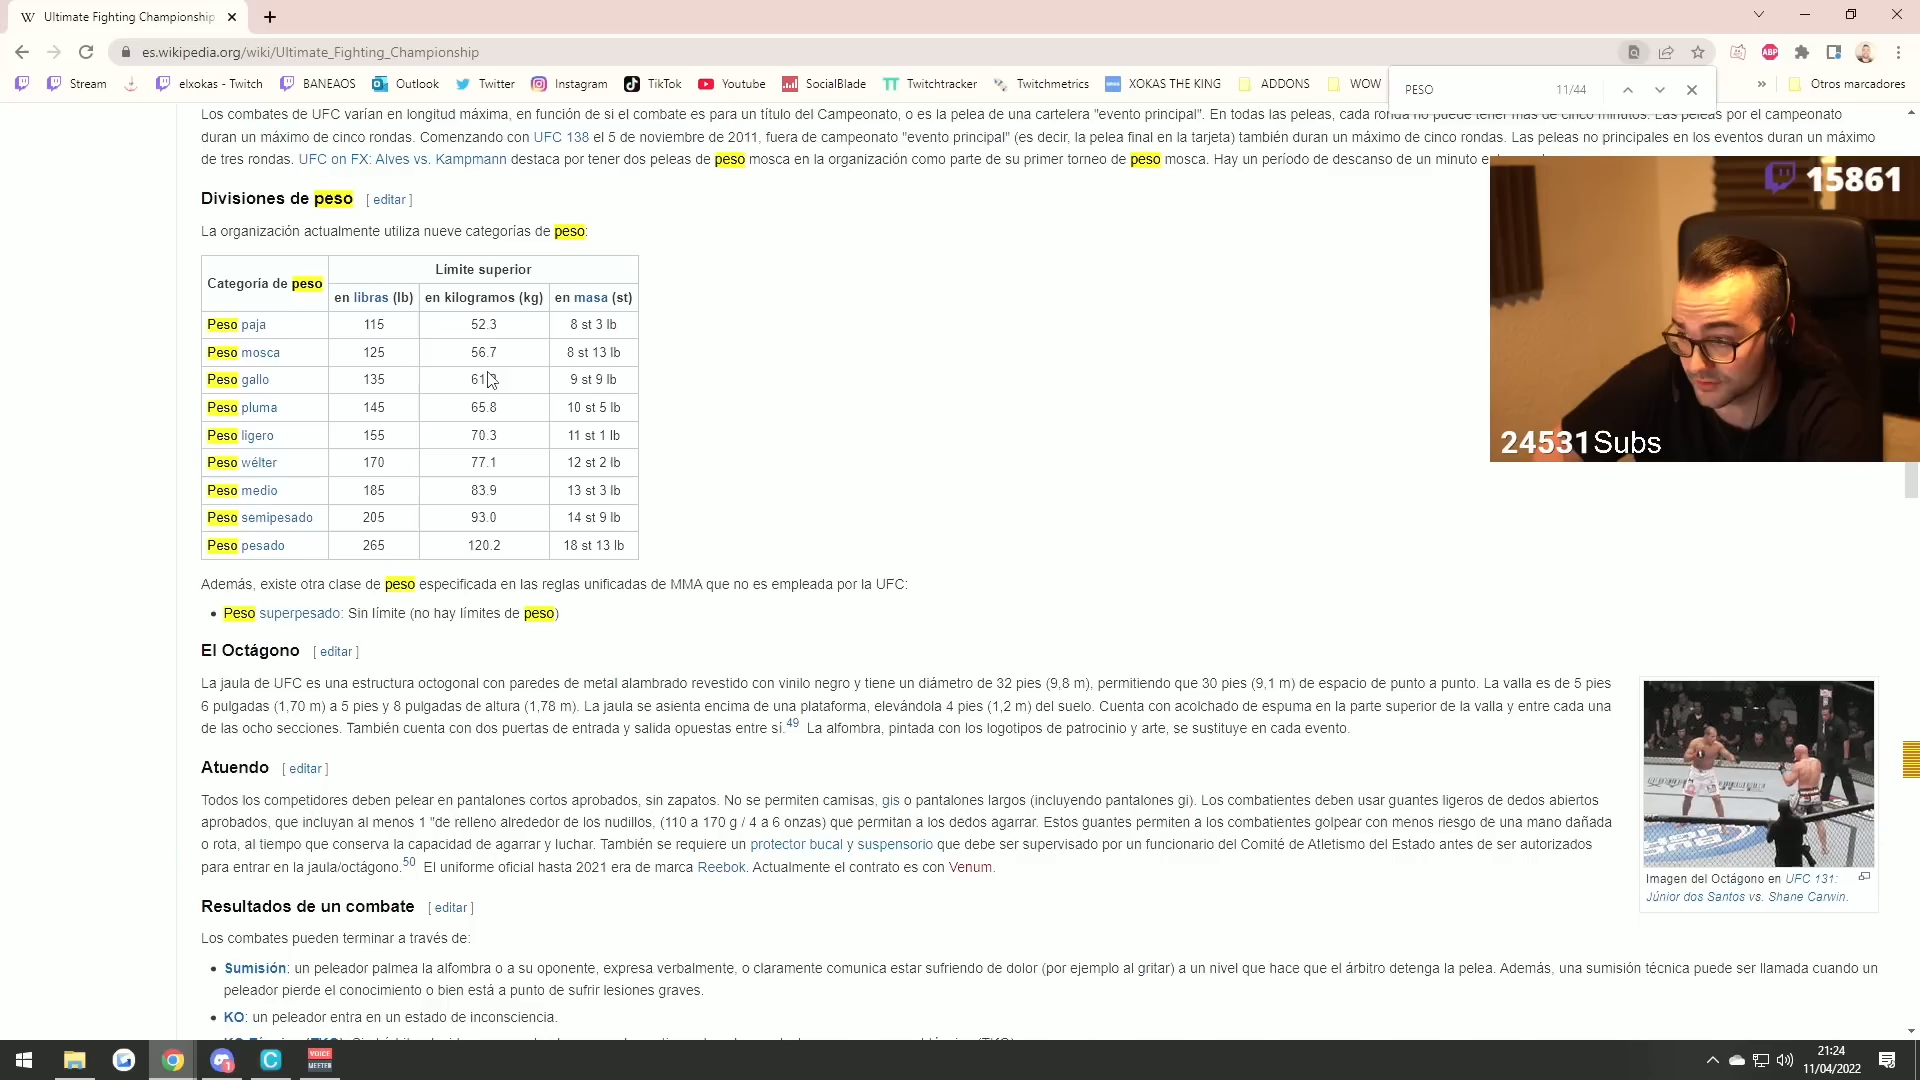 Ultimate Fighting Championship
es.wikipedia.org/wiki/Ultimate_Fighting_Championship
Stream
elxokas - Twitch
BANEAOS
Outlook
Twitter
Instagram
TikTok
Youtube
SocialBlade
Twitchtracker
Twitchmetrics
XOKAS THE KING
ADDONS
WOW
» Otros marcadores
PESO 11/44
Los combates de UFC varían en longitud máxima, en función de si el combate es para un título del Campeonato, o es la pelea de una cartelera "evento principal". En todas las peleas, cada ronda no puede tener más de cinco minutos. Las peleas por el campeonato
duran un máximo de cinco rondas. Comenzando con UFC 138 el 5 de noviembre de 2011, fuera de campeonato "evento principal" (es decir, la pelea final en la tarjeta) también duran un máximo de cinco rondas. Las peleas no principales en los eventos duran un máximo
de tres rondas. UFC on FX: Alves vs. Kampmann destaca por tener dos peleas de peso mosca en la organización como parte de su primer torneo de peso mosca. Hay un período de descanso de un minuto
15861
Divisiones de peso [ editar ]
La organización actualmente utiliza nueve categorías de peso:
Categoría de peso
Límite superior
en libras (lb) en kilogramos (kg) en masa (st)
Peso paja 115 52.3 8 st 3 lb
Peso mosca 125 56.7 8 st 13 lb
Peso gallo 135 61 9 st 9 lb
Peso pluma 145 65.8 10 st 5 lb
Peso ligero 155 70.3 11 st 1 lb
Peso wélter 170 77.1 12 st 2 lb
Peso medio 185 83.9 13 st 3 lb
Peso semipesado 205 93.0 14 st 9 lb
Peso pesado 265 120.2 18 st 13 lb
24531 Subs
Además, existe otra clase de peso especificada en las reglas unificadas de MMA que no es empleada por la UFC:
• Peso superpesado: Sin límite (no hay límites de peso)
El Octágono [ editar ]
La jaula de UFC es una estructura octogonal con paredes de metal alambrado revestido con vinilo negro y tiene un diámetro de 32 pies (9,8 m), permitiendo que 30 pies (9,1 m) de espacio de punto a punto. La valla es de 5 pies
6 pulgadas (1,70 m) a 5 pies y 8 pulgadas de altura (1,78 m). La jaula se asienta encima de una plataforma, elevándola 4 pies (1,2 m) del suelo. Cuenta con acolchado de espuma en la parte superior de la valla y entre cada una
de las ocho secciones. También cuenta con dos puertas de entrada y salida opuestas entre sí.49 La alfombra, pintada con los logotipos de patrocinio y arte, se sustituye en cada evento.
Atuendo [ editar ]
Todos los competidores deben pelear en pantalones cortos aprobados, sin zapatos. No se permiten camisas, gis o pantalones largos (incluyendo pantalones gi). Los combatientes deben usar guantes ligeros de dedos abiertos
aprobados, que incluyan al menos 1 "de relleno alrededor de los nudillos, (110 a 170 g / 4 a 6 onzas) que permitan a los dedos agarrar. Estos guantes permiten a los combatientes golpear con menos riesgo de una mano dañada
o rota, al tiempo que conserva la capacidad de agarrar y luchar. También se requiere un protector bucal y suspensorio que debe ser supervisado por un funcionario del Comité de Atletismo del Estado antes de ser autorizados
para entrar en la jaula/octágono.50 El uniforme oficial hasta 2021 era de marca Reebok. Actualmente el contrato es con Venum.
Imagen del Octágono en UFC 131:
Júnior dos Santos vs. Shane Carwin.
Resultados de un combate [ editar ]
Los combates pueden terminar a través de:
• Sumisión: un peleador palmea la alfombra o a su oponente, expresa verbalmente, o claramente comunica estar sufriendo de dolor (por ejemplo al gritar) a un nivel que hace que el árbitro detenga la pelea. Además, una sumisión técnica puede ser llamada cuando un
peleador pierde el conocimiento o bien está a punto de sufrir lesiones graves.
• KO: un peleador entra en un estado de inconsciencia.
VOICE
MEETER
21:24
11/04/2022